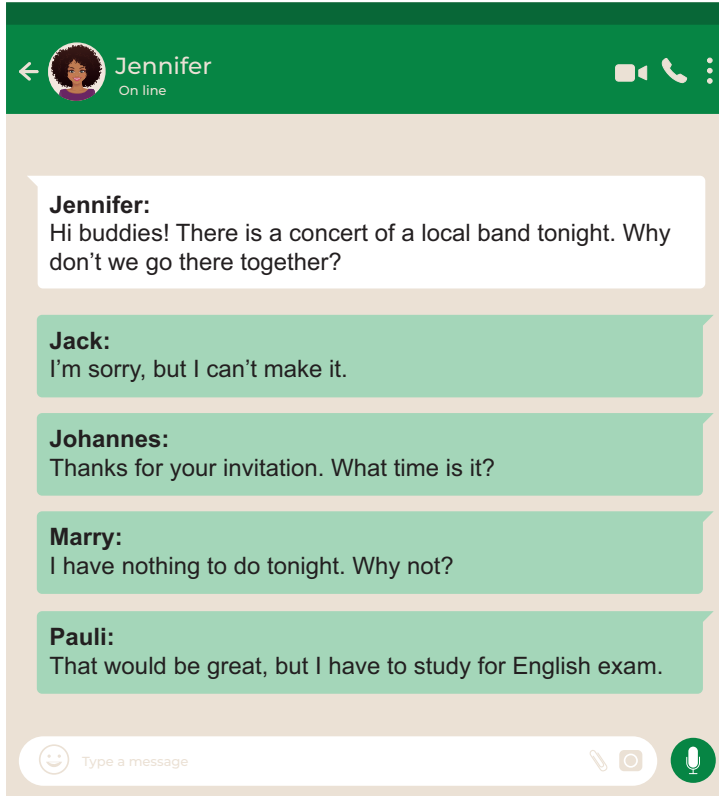 Jennifer
On line
Jennifer:
Hi buddies! There is a concert of a local band tonight. Why
don’t we go there together?
Jack:
I’m sorry, but I can’t make it.
Johannes:
Thanks for your invitation. What time is it?
Marry:
I have nothing to do tonight. Why not?
Pauli:
That would be great, but I have to study for English exam.
Type a message